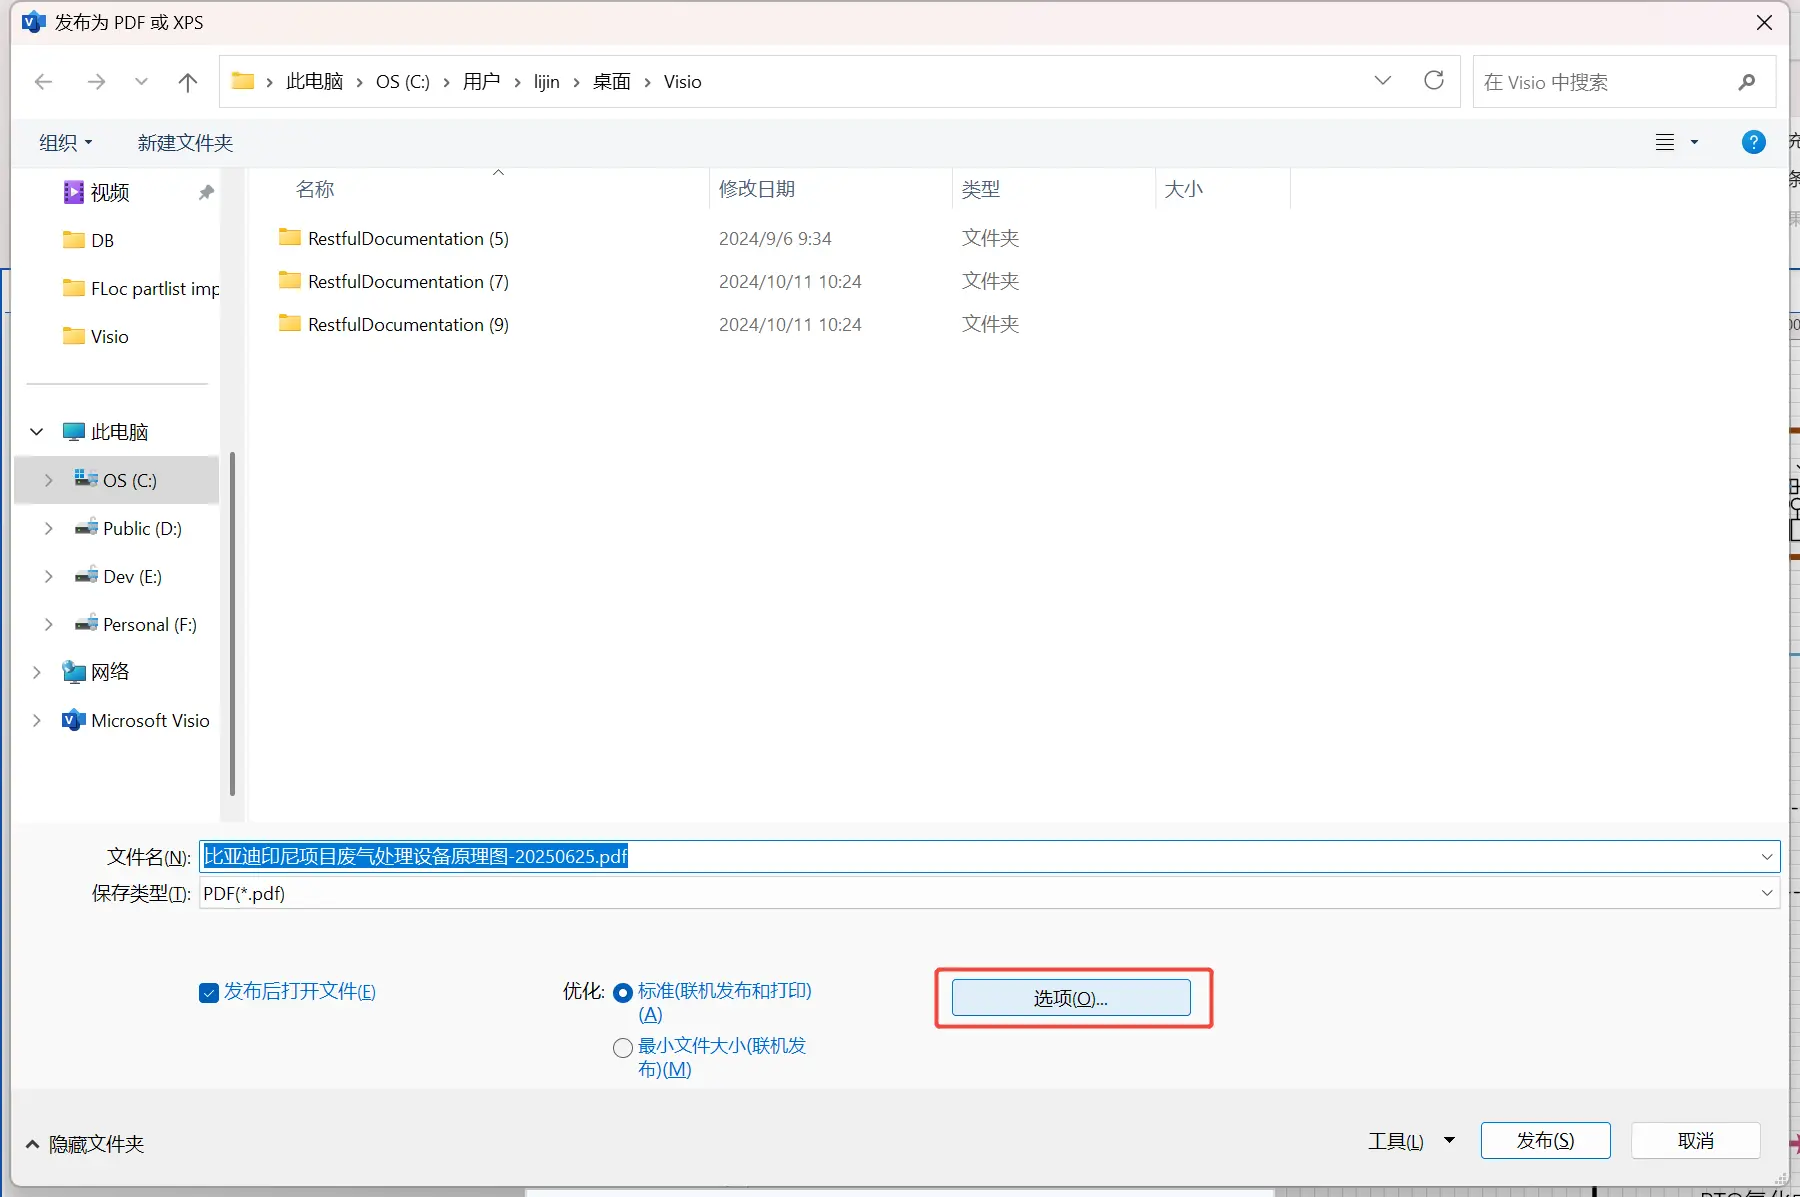 发布为 PDF 或 XPS
此电脑 OS (C:) 用户 lijin 桌面 Visio
在 Visio 中搜索
组织 新建文件夹
名称 修改日期 类型 大小
视频
DB
FLoc partlist imp
Visio
RestfulDocumentation (5) 2024/9/6 9:34 文件夹
RestfulDocumentation (7) 2024/10/11 10:24 文件夹
RestfulDocumentation (9) 2024/10/11 10:24 文件夹
此电脑
OS (C:)
Public (D:)
Dev (E:)
Personal (F:)
网络
Microsoft Visio
文件名(N): 比亚迪印尼项目废气处理设备原理图-20250625.pdf
保存类型(T): PDF(*.pdf)
发布后打开文件(E)
优化: 标准(联机发布和打印)
(A)
最小文件大小(联机发
布)(M)
选项(O)...
隐藏文件夹
工具(L) 发布(S) 取消